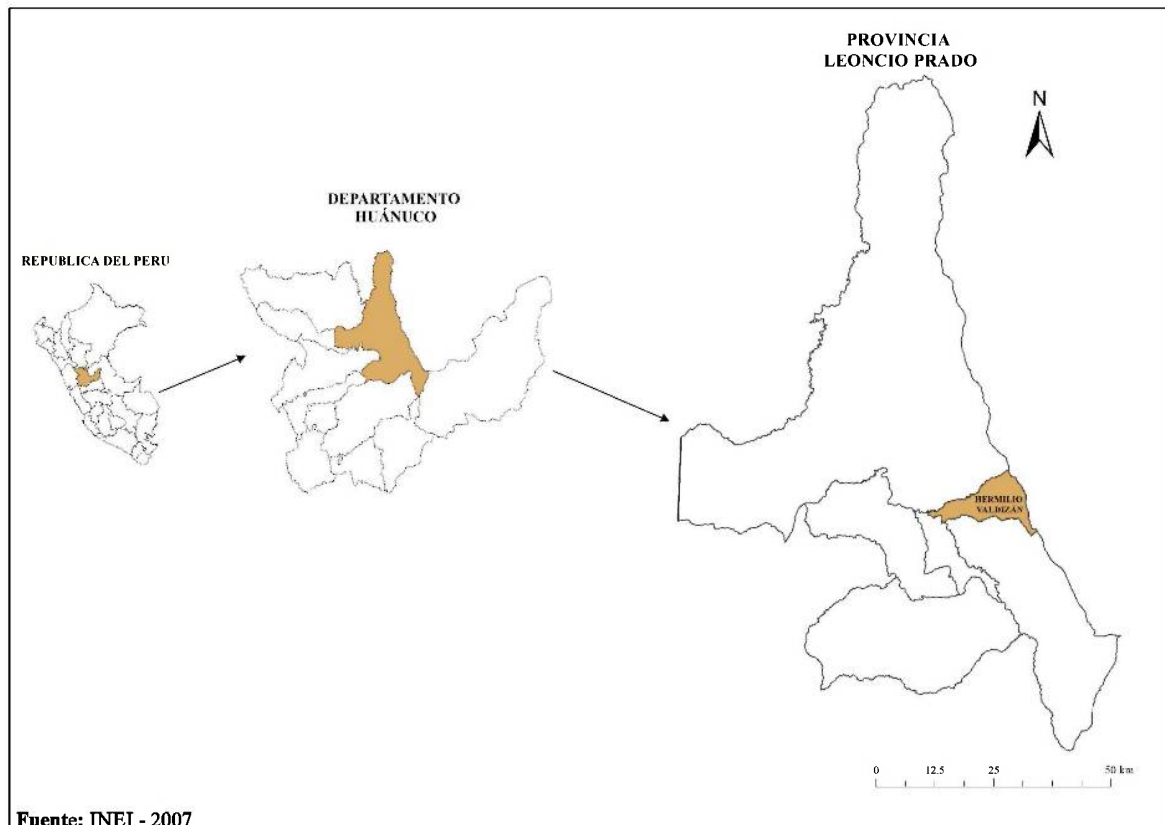 PROVINCIA
LEONCIO PRADO
N
DEPARTAMENTO
HUÁNUCO
REPUBLICA DEL PERU
HERMILIO
VALDIZÁN
0 12.5 25 50 km
Fuente: INEI - 2007